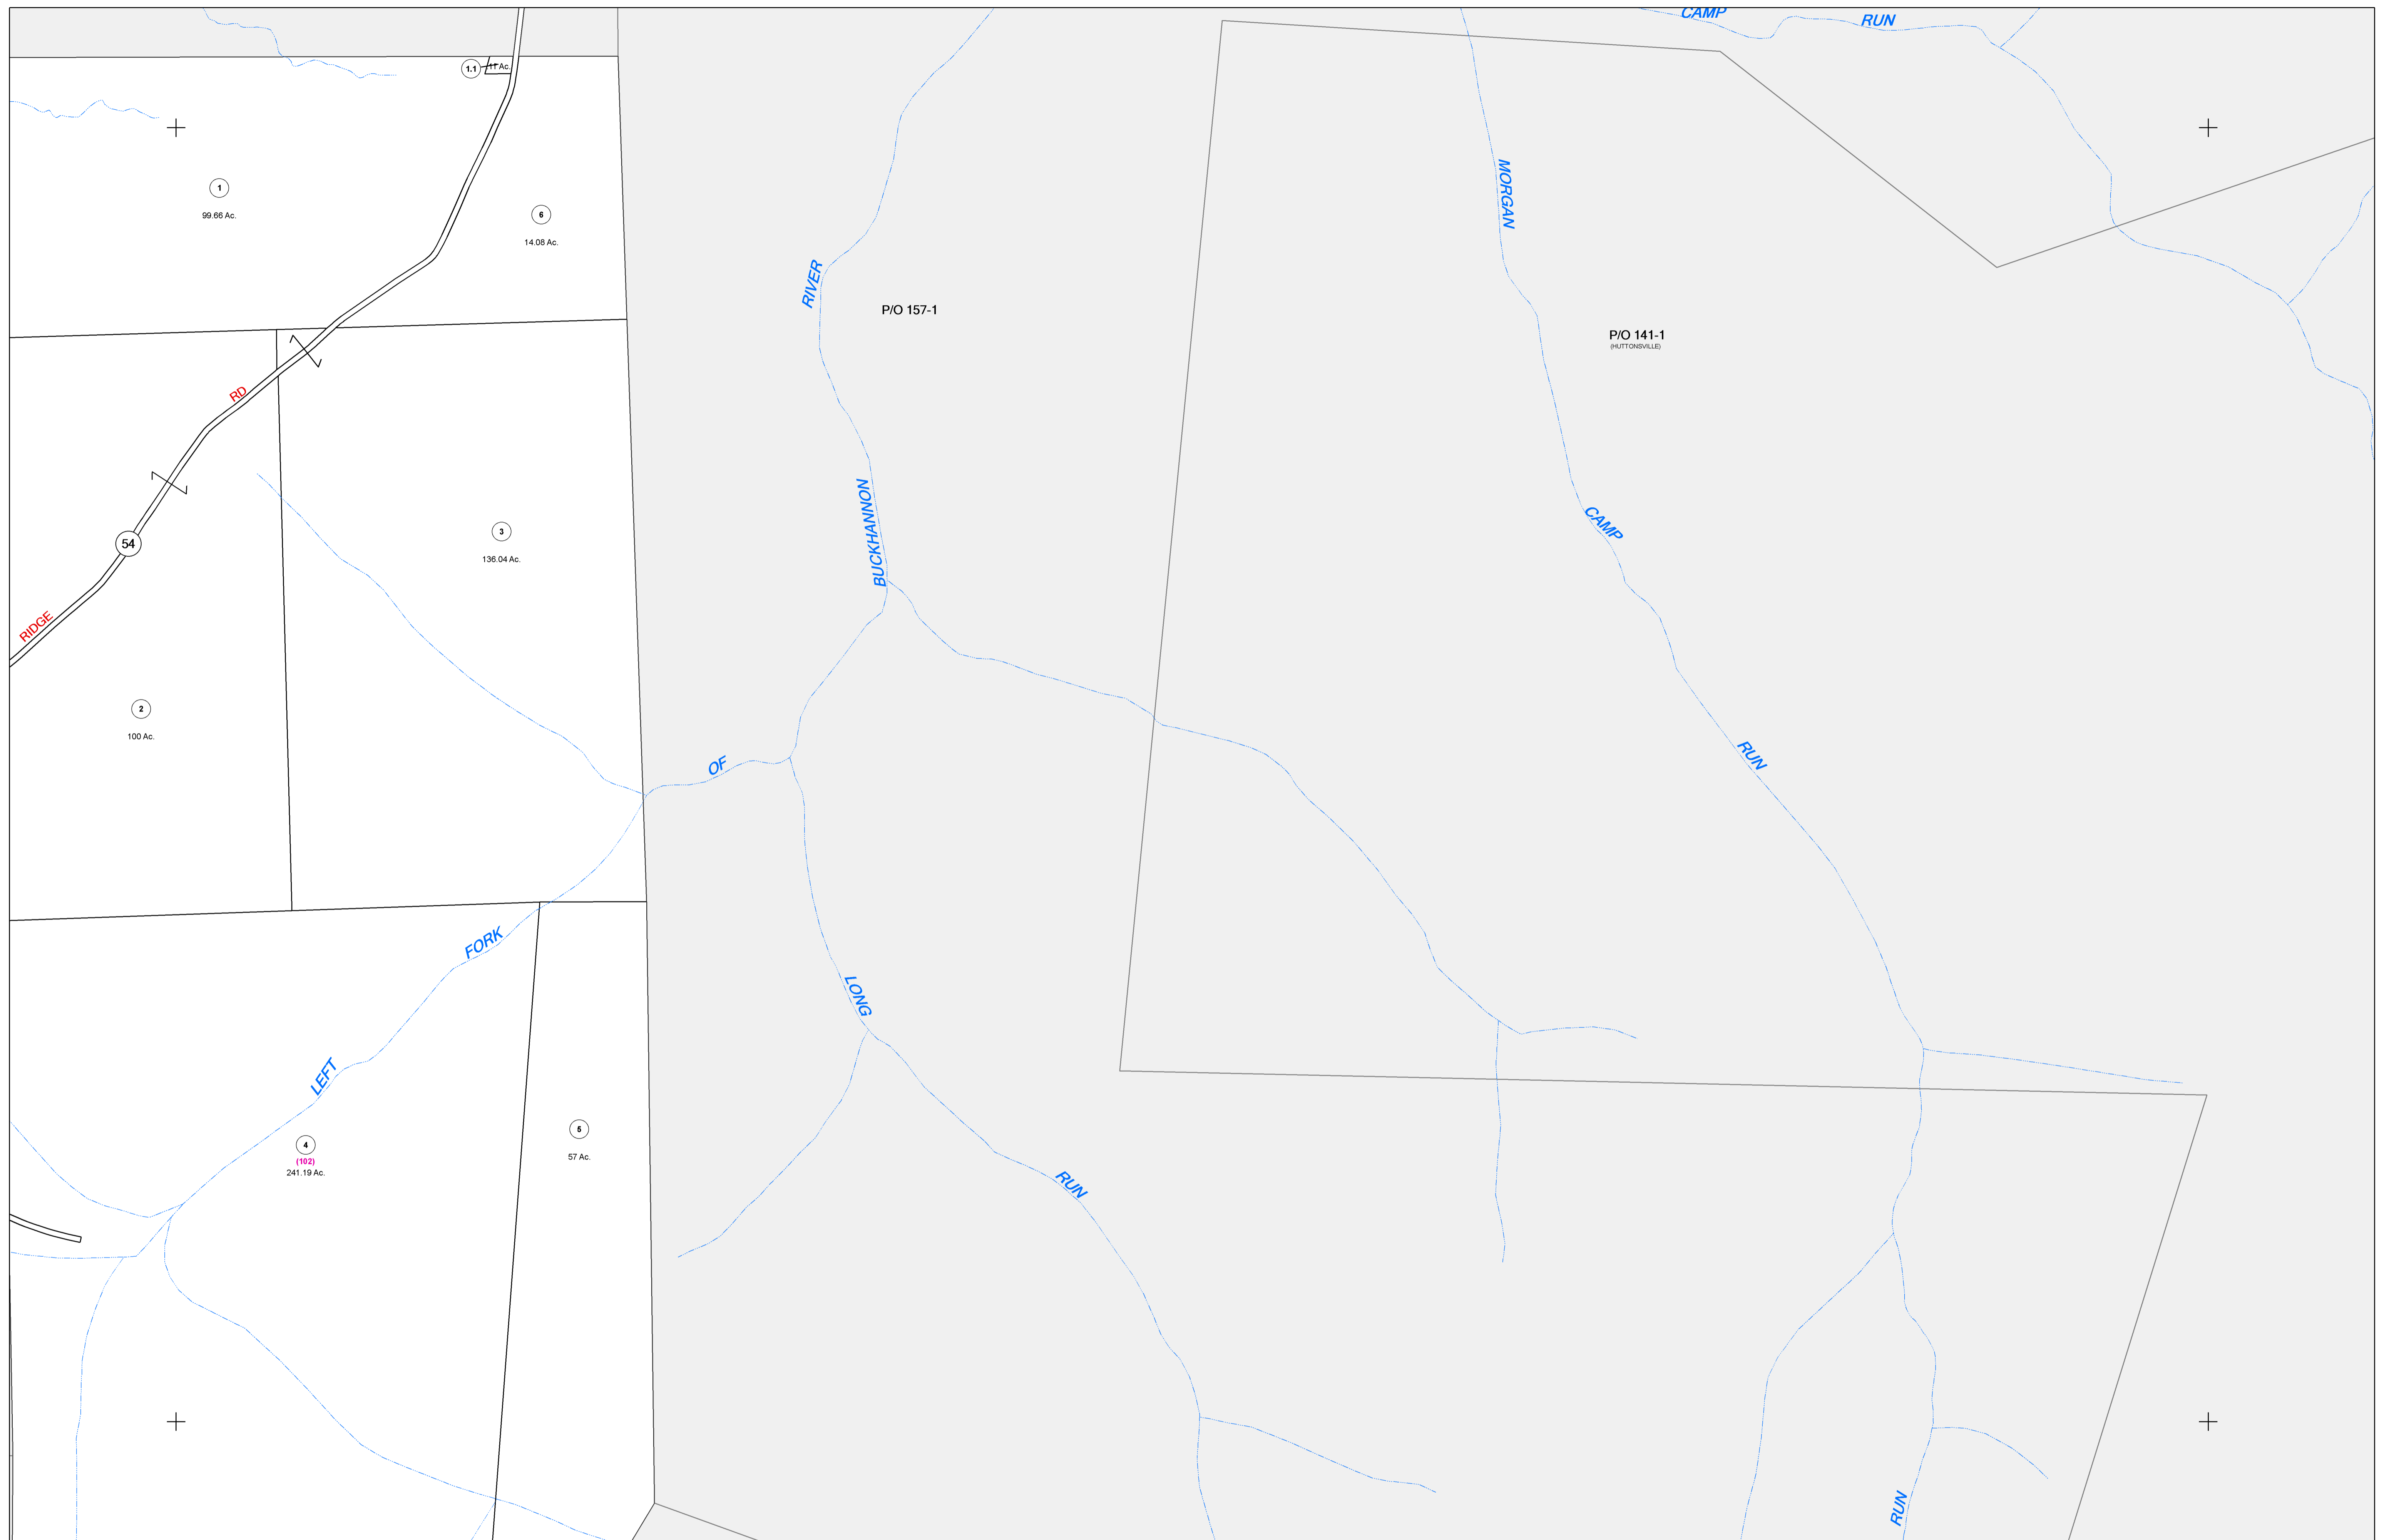 CAMP
RUN
1.1
1
99.66 Ac.
6
14.08 Ac.
MORGAN
RIVER
P/O 157-1
P/O 141-1
(HUTTONSVILLE)
RD
BUCKHANNON
3
136.04 Ac.
CAMP
54
RIDGE
2
100 Ac.
OF
RUN
FORK
LONG
LEFT
5
57 Ac.
4
(102)
241.19 Ac.
RUN
RUN